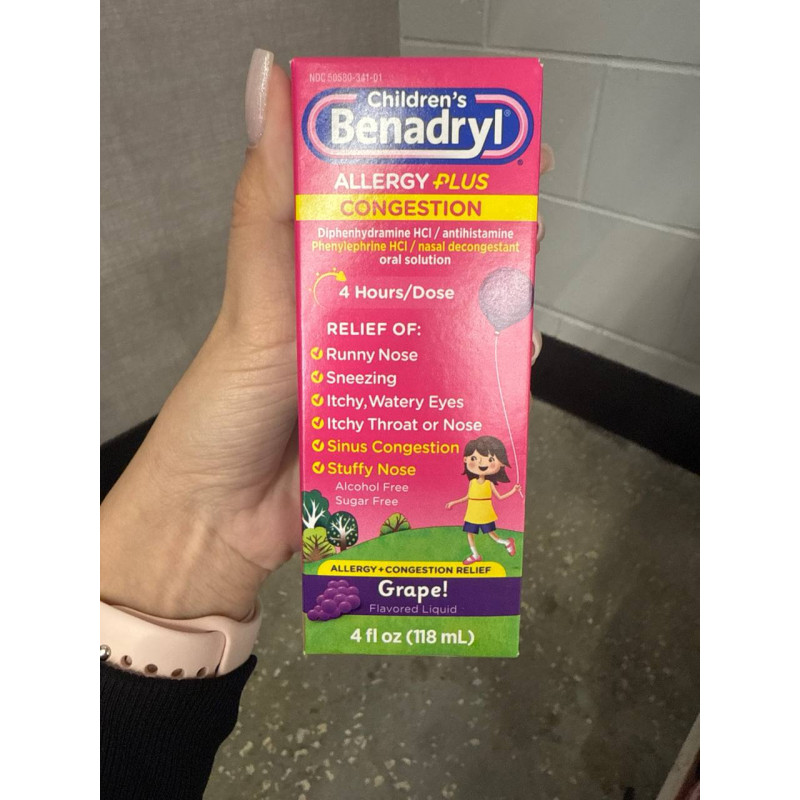 NDC 50580-341-01
Children's
Benadryl®
ALLERGY PLUS
CONGESTION
Diphenhydramine HCl / antihistamine
Phenylephrine HCl / nasal decongestant
oral solution
4 Hours/Dose
RELIEF OF:
Runny Nose
Sneezing
Itchy, Watery Eyes
Itchy Throat or Nose
Sinus Congestion
Stuffy Nose
Alcohol Free
Sugar Free
ALLERGY + CONGESTION RELIEF
Grape!
Flavored Liquid
4 fl oz (118 mL)